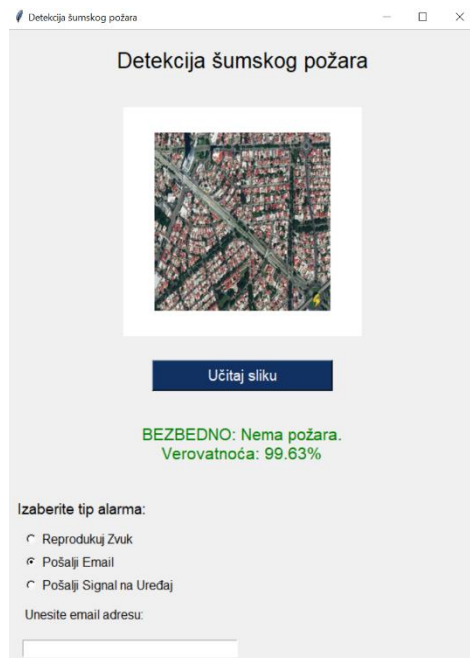 Detekcija šumskog požara
Detekcija šumskog požara
Učitaj sliku
BEZBEDNO: Nema požara.
Verovatnoća: 99.63%
Izaberite tip alarma:
Reprodukuj Zvuk
Pošalji Email
Pošalji Signal na Uređaj
Unesite email adresu: